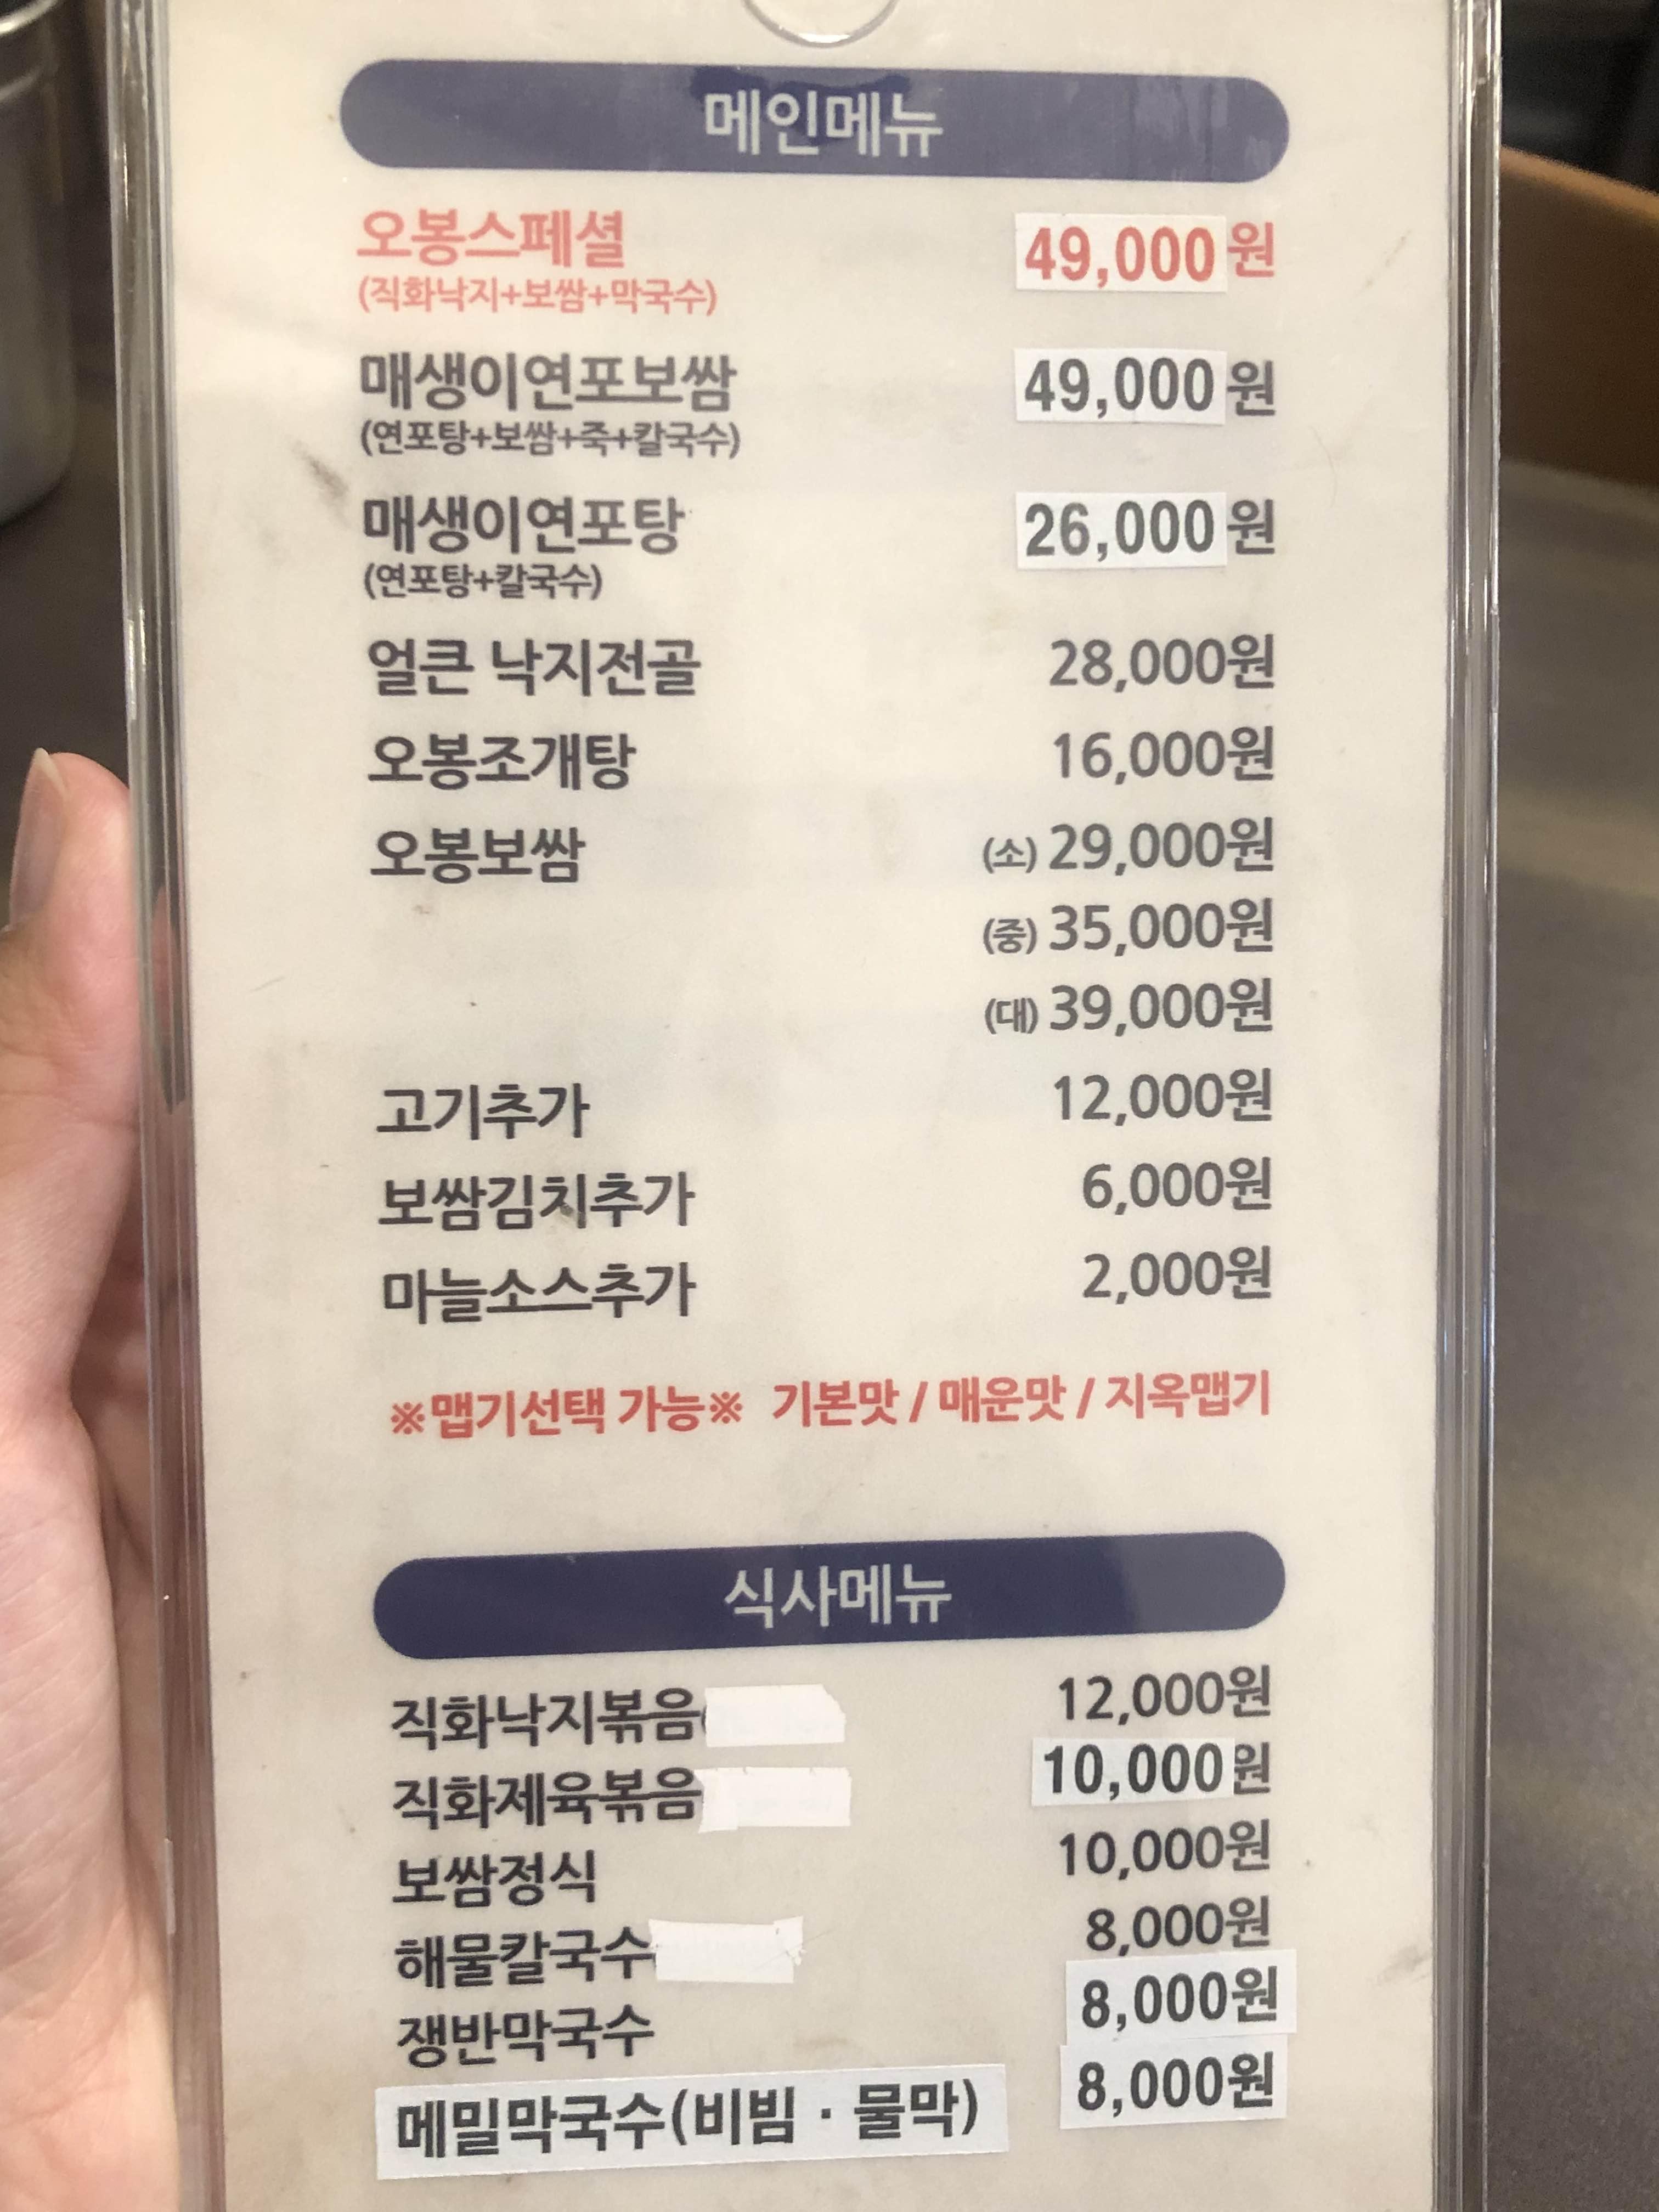 메인메뉴
오봉스페셜 49,000원
(직화낙지+보쌈+막국수)
매생이연포보쌈 49,000원
(연포탕+보쌈+죽+칼국수)
매생이연포탕 26,000원
(연포탕+칼국수)
얼큰 낙지전골 28,000원
오봉조개탕 16,000원
오봉보쌈 (소) 29,000원
(중) 35,000원
(대) 39,000원
고기추가 12,000원
보쌈김치추가 6,000원
마늘소스추가 2,000원
※맵기선택 가능※ 기본맛 / 매운맛 / 지옥맵기
식사메뉴
직화낙지볶음 12,000원
직화제육볶음 10,000원
보쌈정식 10,000원
해물칼국수 8,000원
쟁반막국수 8,000원
메밀막국수(비빔 · 물막) 8,000원